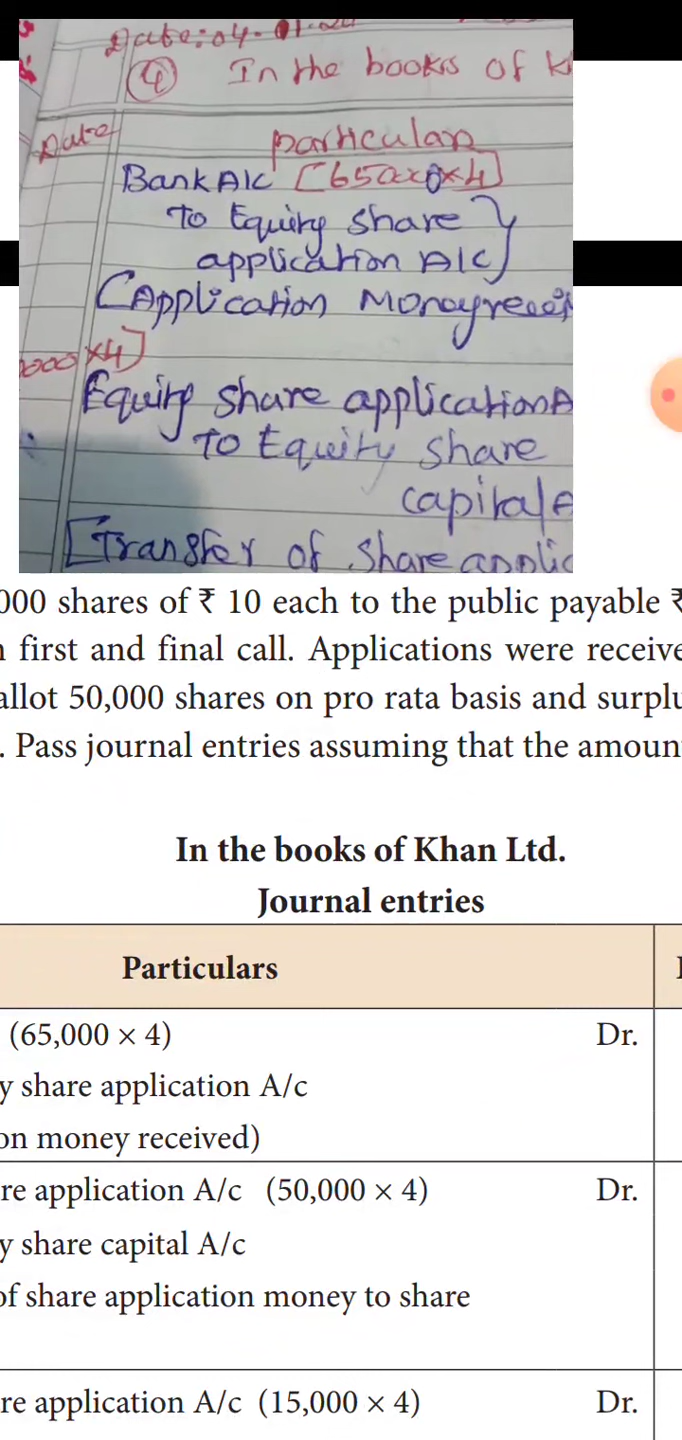 Date:04-01-24
④ In the books of K
Date
particulars
Bank A/c [65000×4]
To Equity share
application A/c
(Application Money rece
000×4]
Equity share application A
To Equity share
capital A
[Transfer of share applic
000 shares of ₹ 10 each to the public payable ₹
n first and final call. Applications were receive
allot 50,000 shares on pro rata basis and surplu
. Pass journal entries assuming that the amoun
In the books of Khan Ltd.
Journal entries
Particulars
(65,000 × 4) Dr.
y share application A/c
on money received)
re application A/c (50,000 × 4) Dr.
y share capital A/c
of share application money to share
re application A/c (15,000 × 4) Dr.